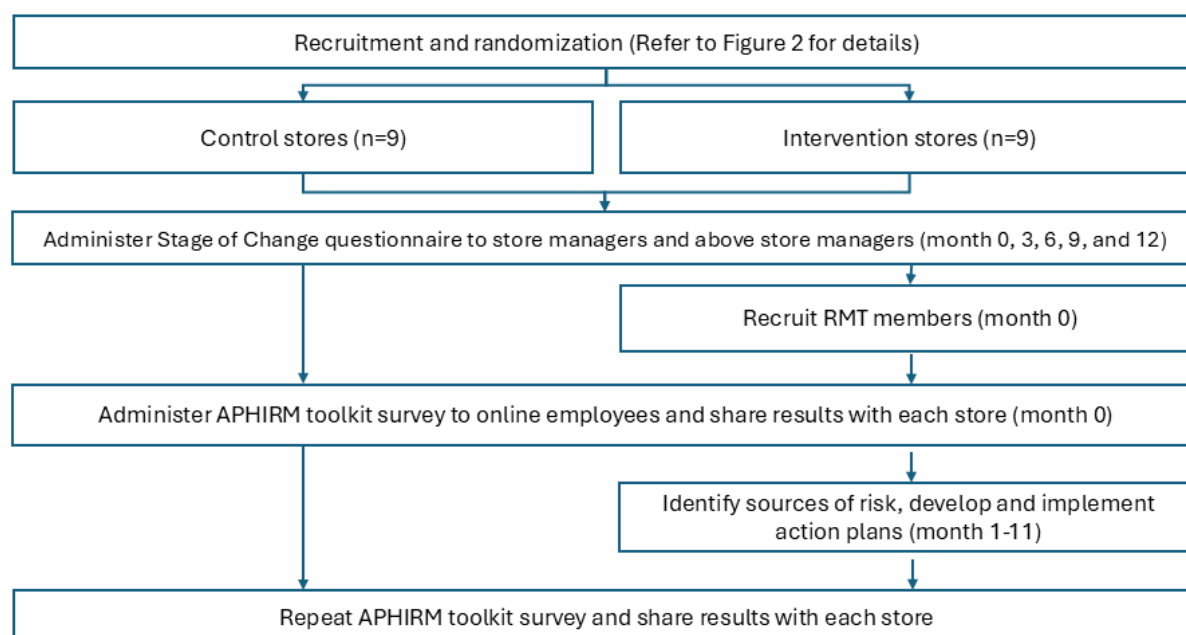 Recruitment and randomization (Refer to Figure 2 for details)
Control stores (n=9)
Intervention stores (n=9)
Administer Stage of Change questionnaire to store managers and above store managers (month 0, 3, 6, 9, and 12)
Recruit RMT members (month 0)
Administer APHIRM toolkit survey to online employees and share results with each store (month 0)
Identify sources of risk, develop and implement
action plans (month 1-11)
Repeat APHIRM toolkit survey and share results with each store